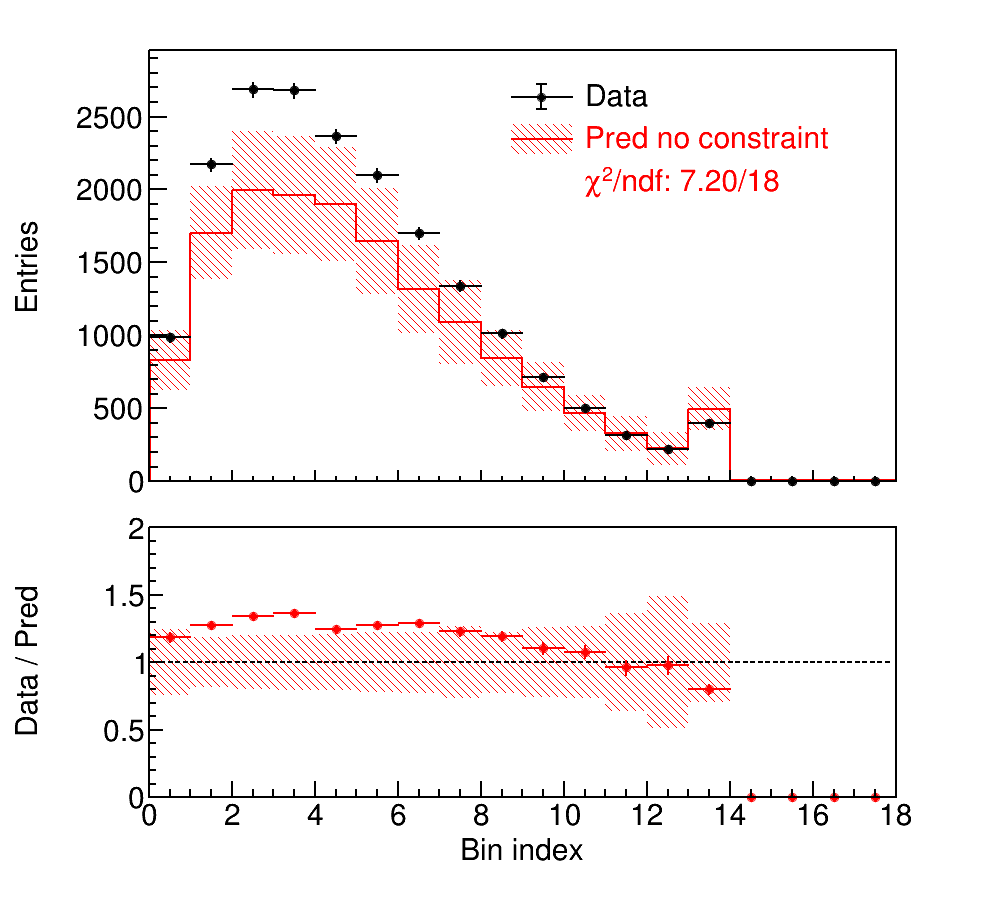 Entries
2500
2000
1500
1000
500
0
Data
Pred no constraint
χ²/ndf: 7.20/18
Data / Pred
2
1.5
1
0.5
0
0 2 4 6 8 10 12 14 16 18
Bin index